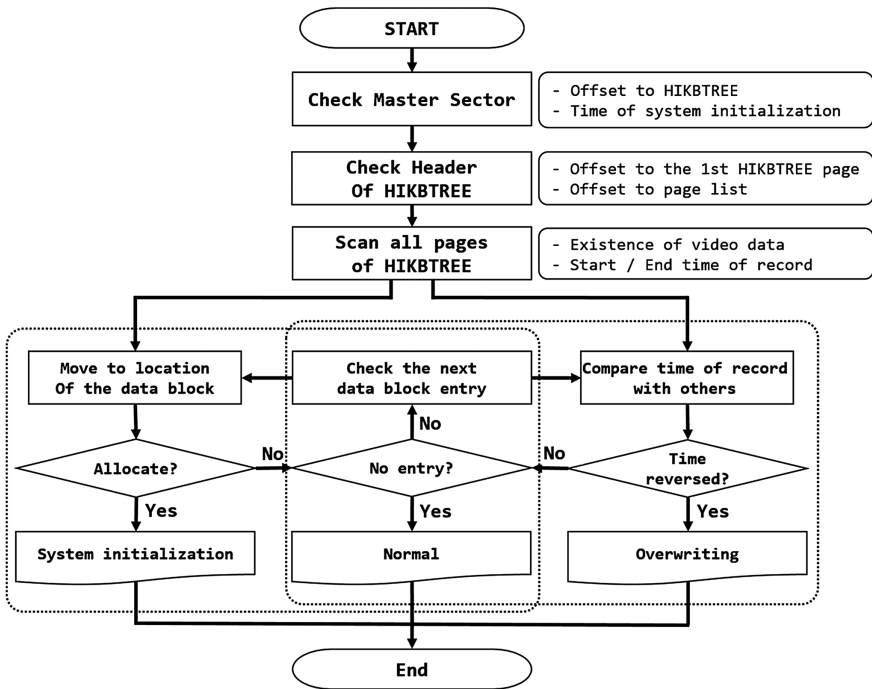 START
Check Master Sector
- Offset to HIKBTREE
- Time of system initialization
Check Header
Of HIKBTREE
- Offset to the 1st HIKBTREE page
- Offset to page list
Scan all pages
of HIKBTREE
- Existence of video data
- Start / End time of record
Move to location
Of the data block
Check the next
data block entry
Compare time of record
with others
No
Allocate?
No
No entry?
No
Time
reversed?
Yes
Yes
Yes
System initialization
Normal
Overwriting
End